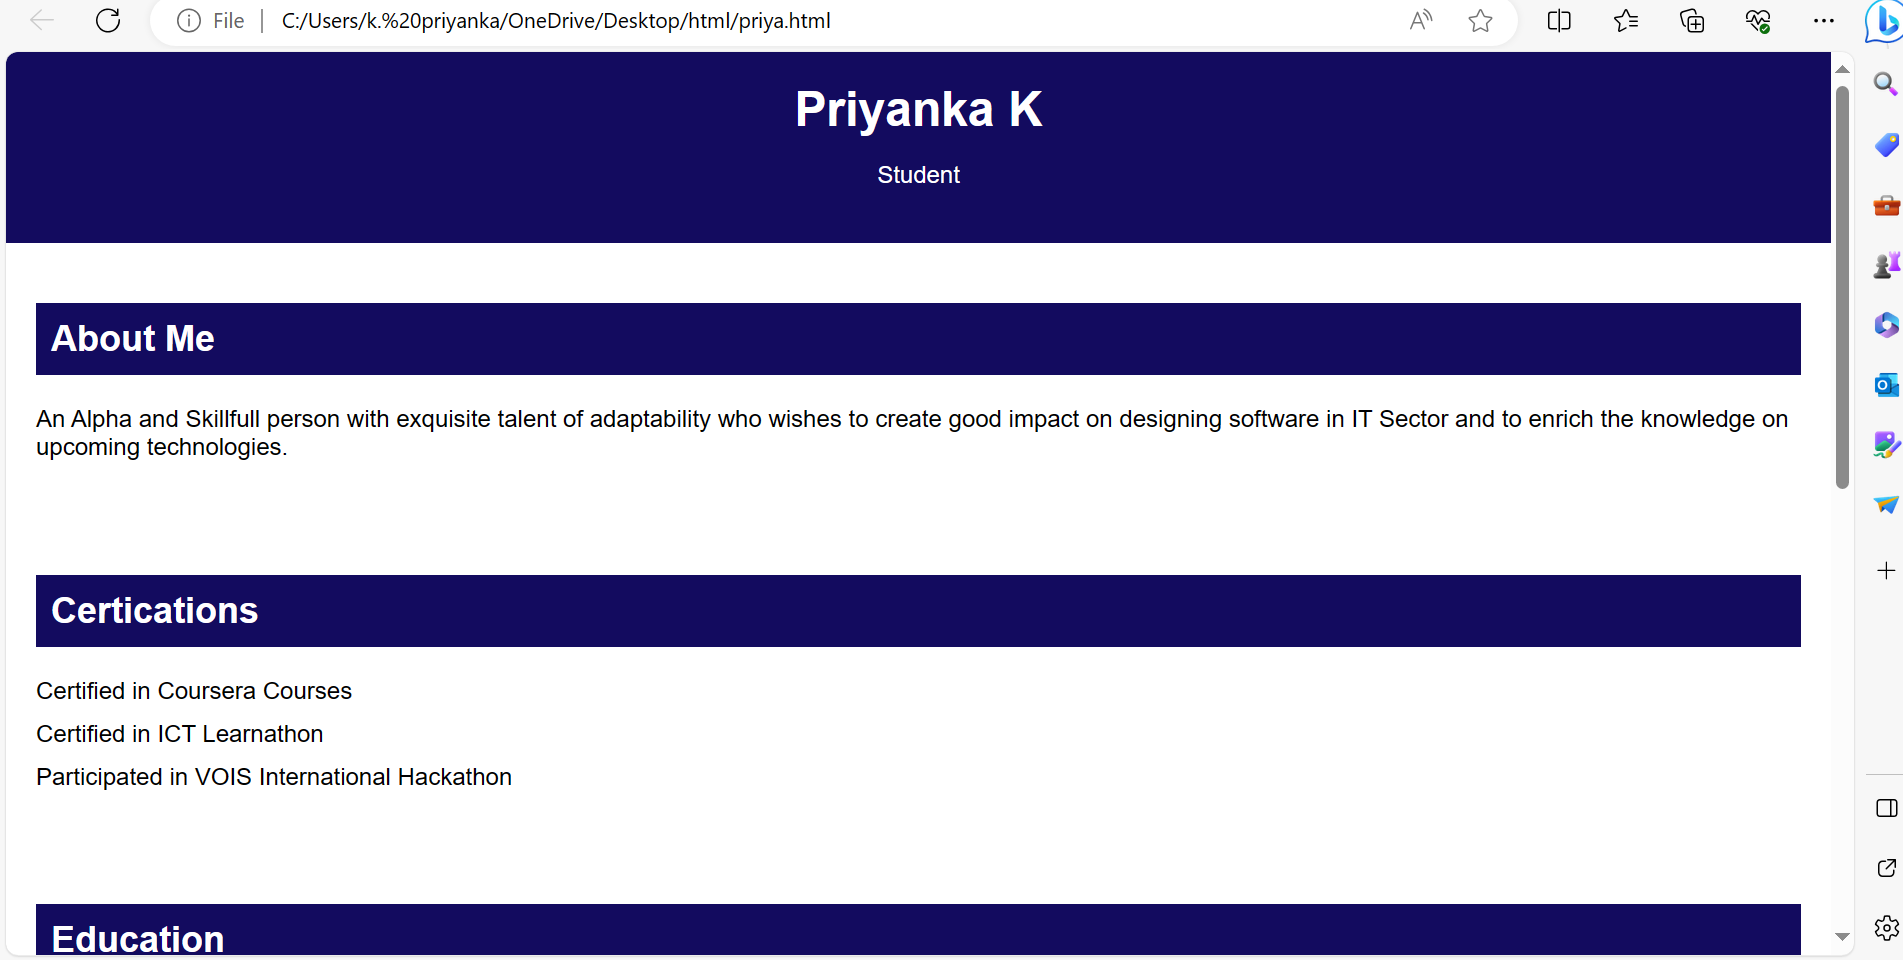 File
C:/Users/k.%20priyanka/OneDrive/Desktop/html/priya.html
Priyanka K
Student
About Me
An Alpha and Skillfull person with exquisite talent of adaptability who wishes to create good impact on designing software in IT Sector and to enrich the knowledge on
upcoming technologies.
Certications
Certified in Coursera Courses
Certified in ICT Learnathon
Participated in VOIS International Hackathon
Education